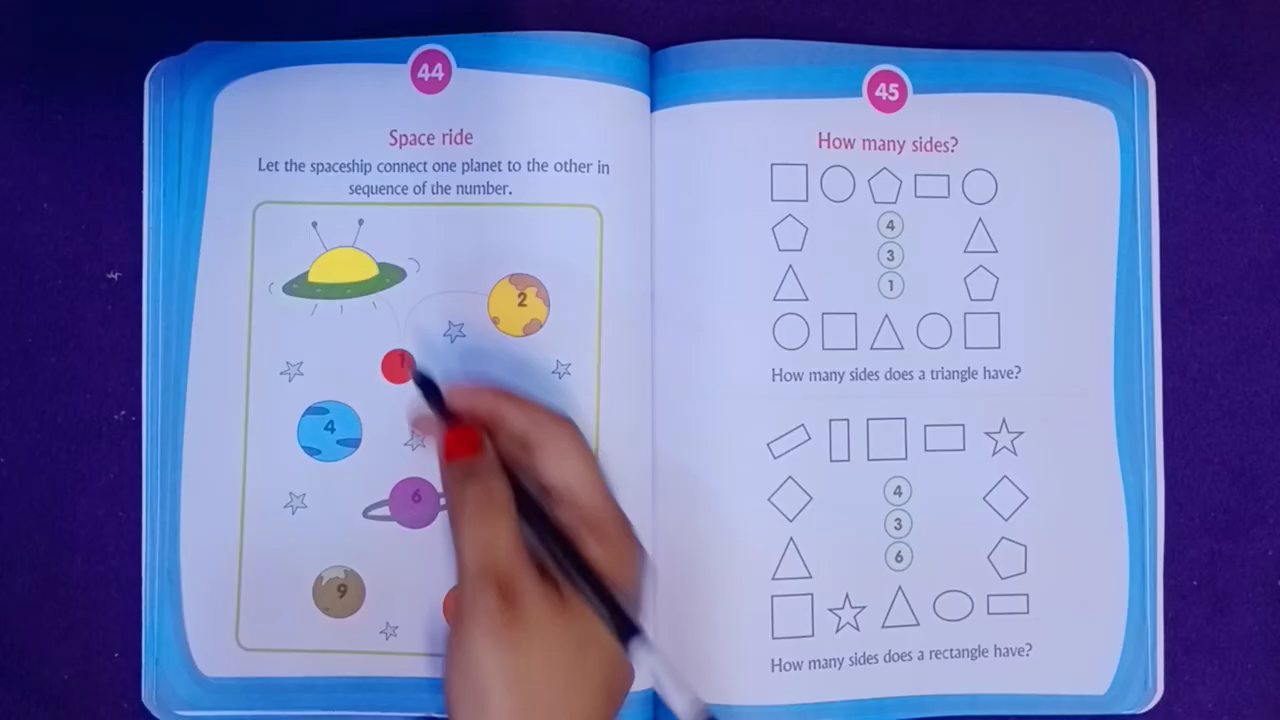 44
Space ride
Let the spaceship connect one planet to the other in
sequence of the number.
2
1
4
6
9
45
How many sides?
4
3
1
How many sides does a triangle have?
4
3
6
How many sides does a rectangle have?